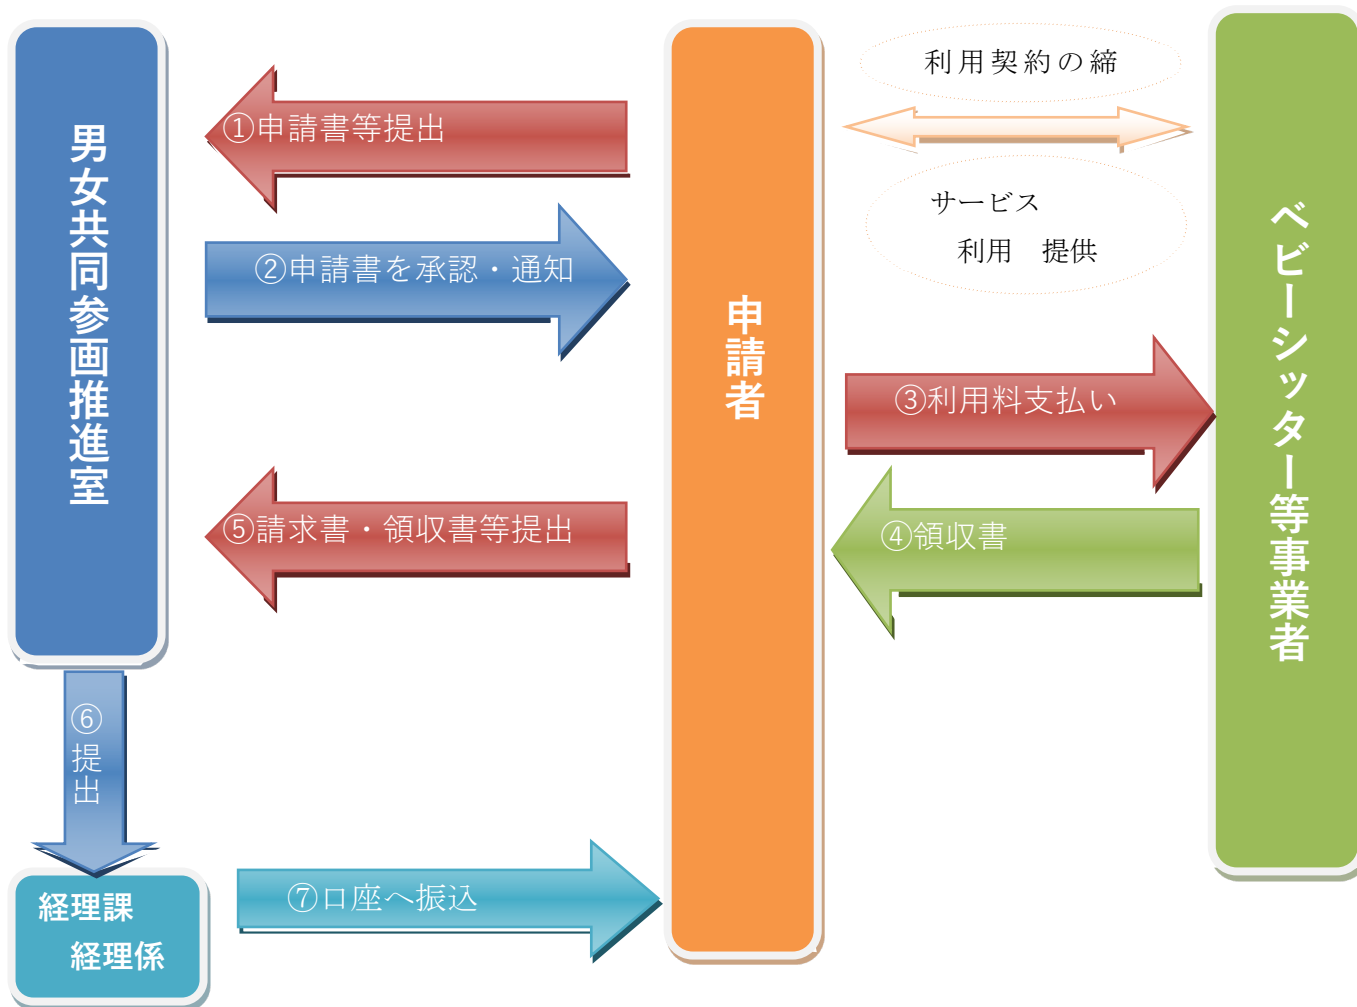 男女共同参画推進室
①申請書等提出
②申請書を承認・通知
申請者
利用契約の締
サービス
利用　提供
③利用料支払い
④領収書
ベビーシッター等事業者
⑤請求書・領収書等提出
⑥提出
経理課
経理係
⑦口座へ振込